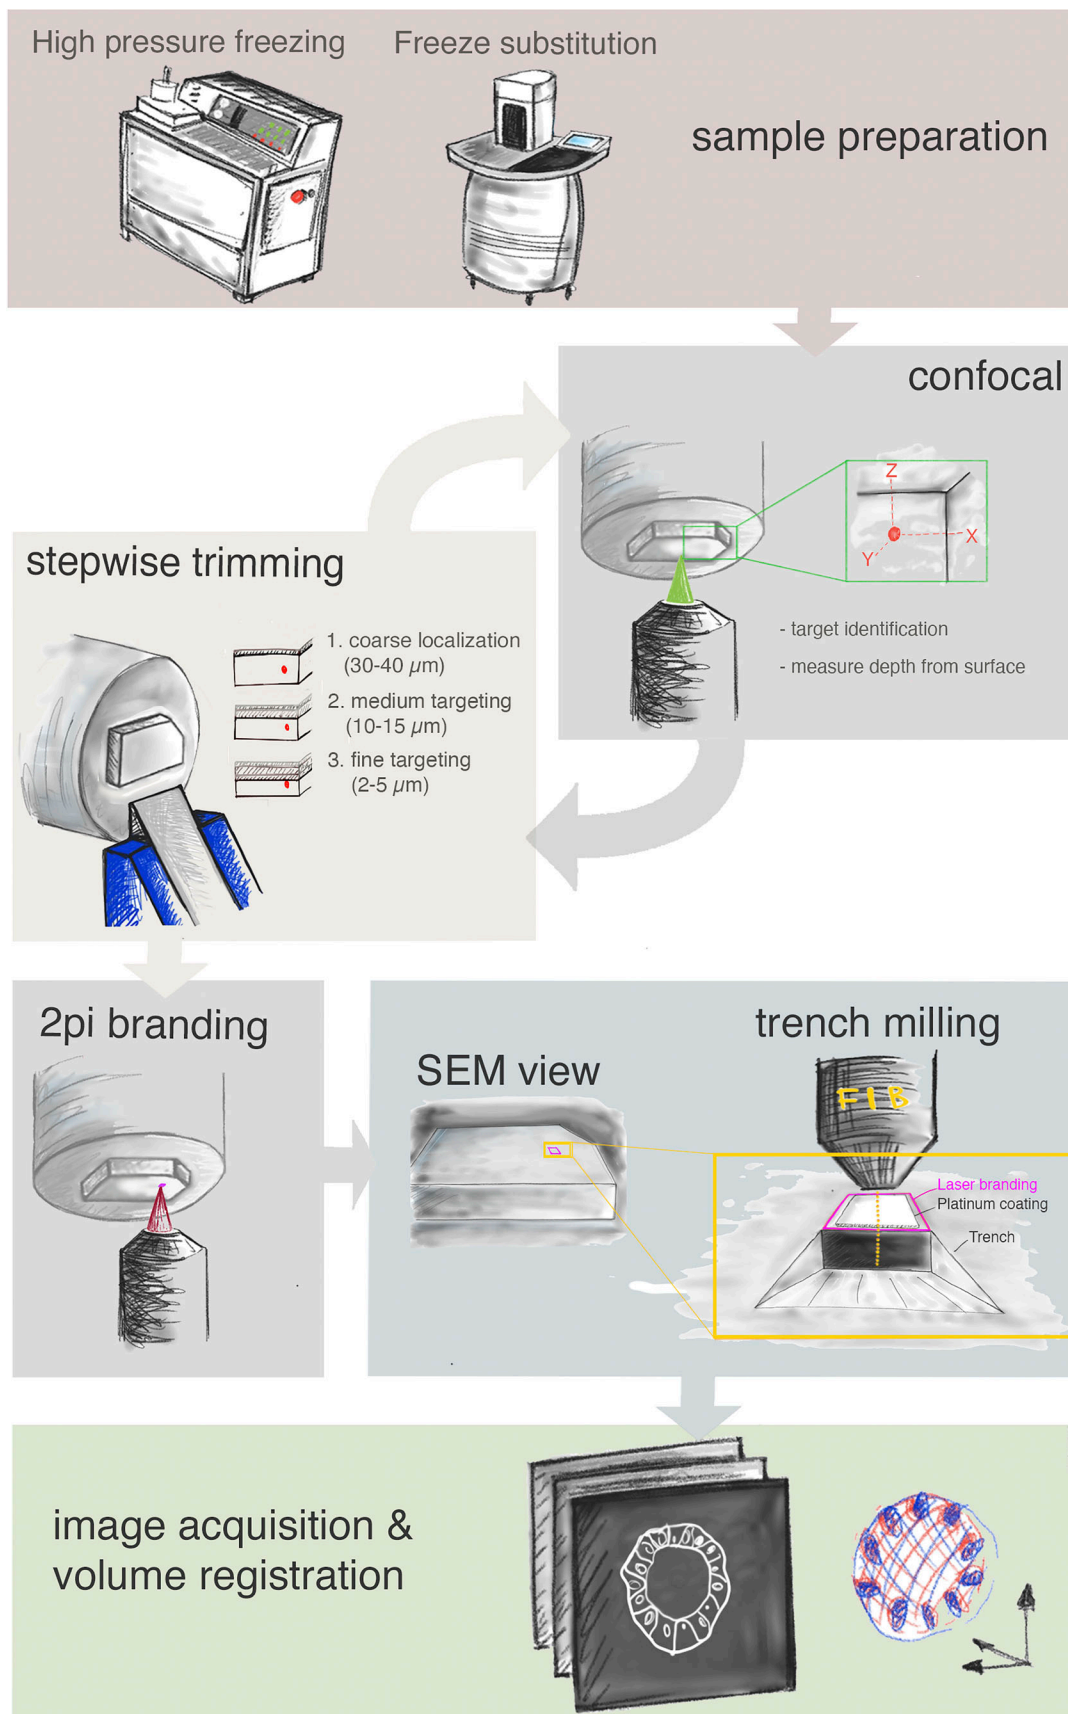 High pressure freezing
Freeze substitution
sample preparation
confocal
Z
X
Y
- target identification
- measure depth from surface
stepwise trimming
1. coarse localization
(30-40 µm)
2. medium targeting
(10-15 µm)
3. fine targeting
(2-5 µm)
2pi branding
SEM view
trench milling
FIB
Laser branding
Platinum coating
Trench
image acquisition &
volume registration